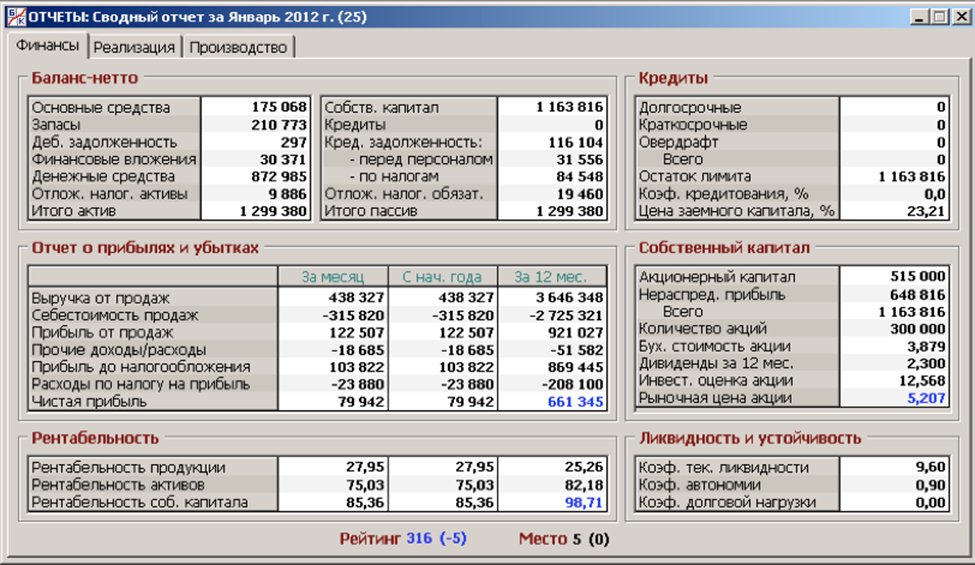 БК ОТЧЕТЫ: Сводный отчет за Январь 2012 г. (25)
Финансы Реализация Производство
Баланс-нетто
Основные средства 175 068
Запасы 210 773
Деб. задолженность 297
Финансовые вложения 30 371
Денежные средства 872 985
Отлож. налог. активы 9 886
Итого актив 1 299 380
Собств. капитал 1 163 816
Кредиты 0
Кред. задолженность: 116 104
- перед персоналом 31 556
- по налогам 84 548
Отлож. налог. обязат. 19 460
Итого пассив 1 299 380
Кредиты
Долгосрочные 0
Краткосрочные 0
Овердрафт 0
Всего 0
Остаток лимита 1 163 816
Коэф. кредитования, % 0,0
Цена заемного капитала, % 23,21
Отчет о прибылях и убытках
За месяц С нач. года За 12 мес.
Выручка от продаж 438 327 438 327 3 646 348
Себестоимость продаж -315 820 -315 820 -2 725 321
Прибыль от продаж 122 507 122 507 921 027
Прочие доходы/расходы -18 685 -18 685 -51 582
Прибыль до налогообложения 103 822 103 822 869 445
Расходы по налогу на прибыль -23 880 -23 880 -208 100
Чистая прибыль 79 942 79 942 661 345
Собственный капитал
Акционерный капитал 515 000
Нераспред. прибыль 648 816
Всего 1 163 816
Количество акций 300 000
Бух. стоимость акции 3,879
Дивиденды за 12 мес. 2,300
Инвест. оценка акции 12,568
Рыночная цена акции 5,207
Рентабельность
Рентабельность продукции 27,95 27,95 25,26
Рентабельность активов 75,03 75,03 82,18
Рентабельность соб. капитала 85,36 85,36 98,71
Ликвидность и устойчивость
Коэф. тек. ликвидности 9,60
Коэф. автономии 0,90
Коэф. долговой нагрузки 0,00
Рейтинг 316 (-5) Место 5 (0)